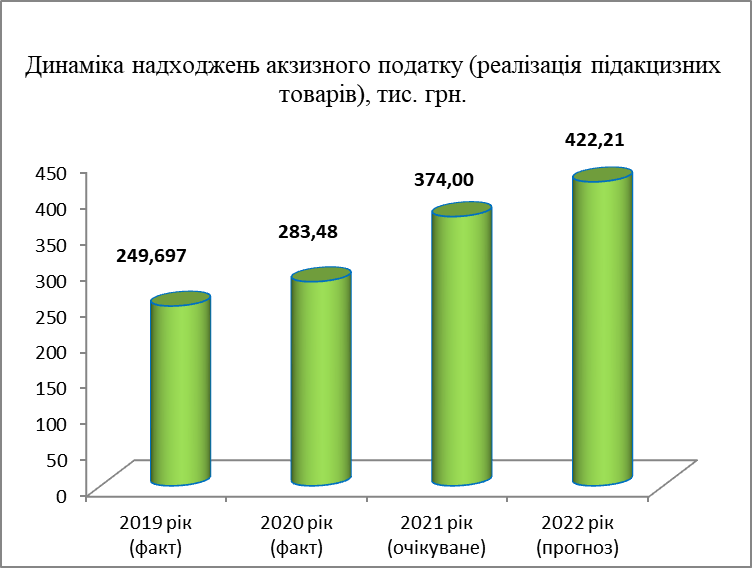 Динаміка надходжень акзизного податку (реалізація підакцизних
товарів), тис. грн.
422,21
374,00
283,48
249,697
450
400
350
300
250
200
150
100
50
0
2019 рік
(факт)
2020 рік
(факт)
2021 рік
(очікуване)
2022 рік
(прогноз)